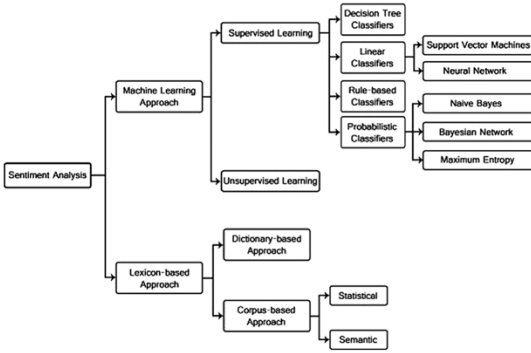 Decision Tree
Classifiers
Supervised Learning
Linear
Classifiers
Support Vector Machines
Neural Network
Machine Learning
Approach
Rule-based
Classifiers
Naive Bayes
Probabilistic
Classifiers
Bayesian Network
Maximum Entropy
Sentiment Analysis
Unsupervised Learning
Dictionary-based
Approach
Lexicon-based
Approach
Corpus-based
Approach
Statistical
Semantic